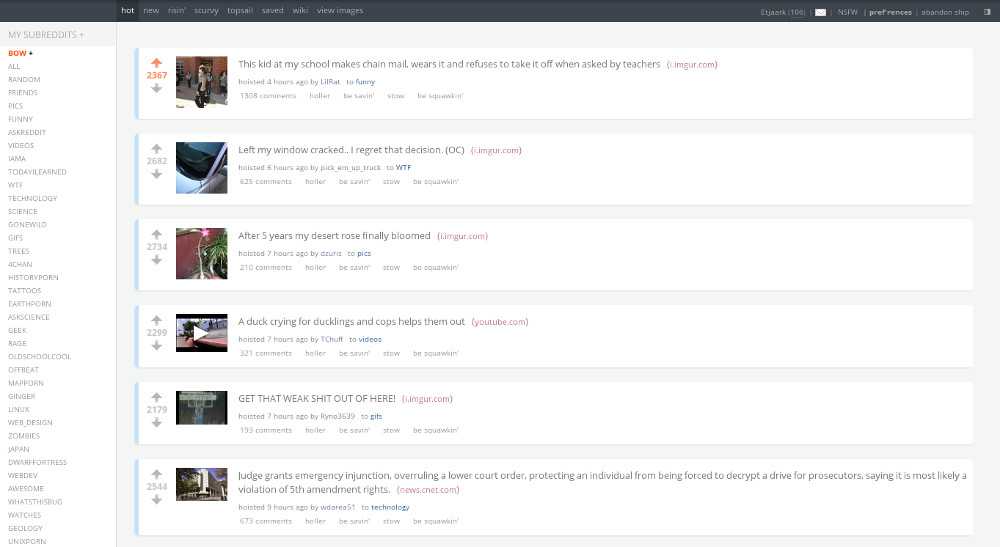 hot new risin' scurvy topsail saved wiki view images
Etjaark (106) | | NSFW | pref'rences | abandon ship
MY SUBREDDITS +
BOW +
ALL
RANDOM
FRIENDS
PICS
FUNNY
ASKREDDIT
VIDEOS
IAMA
TODAYILEARNED
WTF
TECHNOLOGY
SCIENCE
GONEWILD
GIFS
TREES
4CHAN
HISTORYPORN
TATTOOS
EARTHPORN
ASKSCIENCE
GEEK
RAGE
OLDSCHOOLCOOL
OFFBEAT
MAPPORN
GINGER
LINUX
WEB_DESIGN
ZOMBIES
JAPAN
DWARFFORTRESS
WEBDEV
AWESOME
WHATSTHISBUG
WATCHES
GEOLOGY
UNIXPORN
2367
This kid at my school makes chain mail, wears it and refuses to take it off when asked by teachers (i.imgur.com)
hoisted 4 hours ago by LilRat to funny
1308 comments holler be savin' stow be squawkin'
2682
Left my window cracked.. I regret that decision. (OC) (i.imgur.com)
hoisted 6 hours ago by pick_em_up_truck to WTF
625 comments holler be savin' stow be squawkin'
2734
After 5 years my desert rose finally bloomed (i.imgur.com)
hoisted 7 hours ago by dzuris to pics
210 comments holler be savin' stow be squawkin'
2299
A duck crying for ducklings and cops helps them out (youtube.com)
hoisted 7 hours ago by TChuff to videos
321 comments holler be savin' stow be squawkin'
2179
GET THAT WEAK SHIT OUT OF HERE! (i.imgur.com)
hoisted 7 hours ago by Ryno3639 to gifs
193 comments holler be savin' stow be squawkin'
2544
Judge grants emergency injunction, overruling a lower court order, protecting an individual from being forced to decrypt a drive for prosecutors, saying it is most likely a
violation of 5th amendment rights. (news.cnet.com)
hoisted 9 hours ago by wdarea51 to technology
673 comments holler be savin' stow be squawkin'